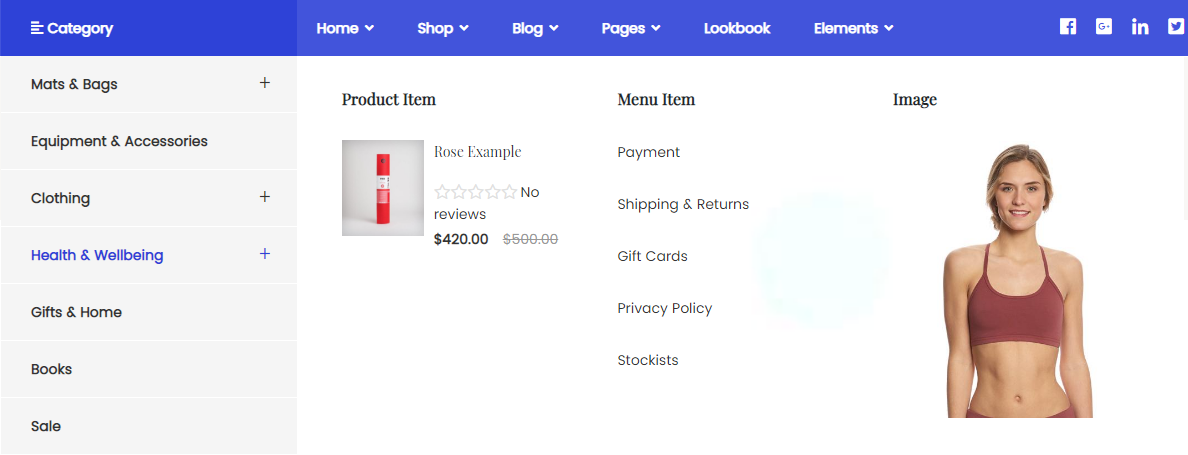 Category
Home
Shop
Blog
Pages
Lookbook
Elements
Mats & Bags
Equipment & Accessories
Clothing
Health & Wellbeing
Gifts & Home
Books
Sale
Product Item
Rose Example
No
reviews
$420.00 $500.00
Menu Item
Payment
Shipping & Returns
Gift Cards
Privacy Policy
Stockists
Image